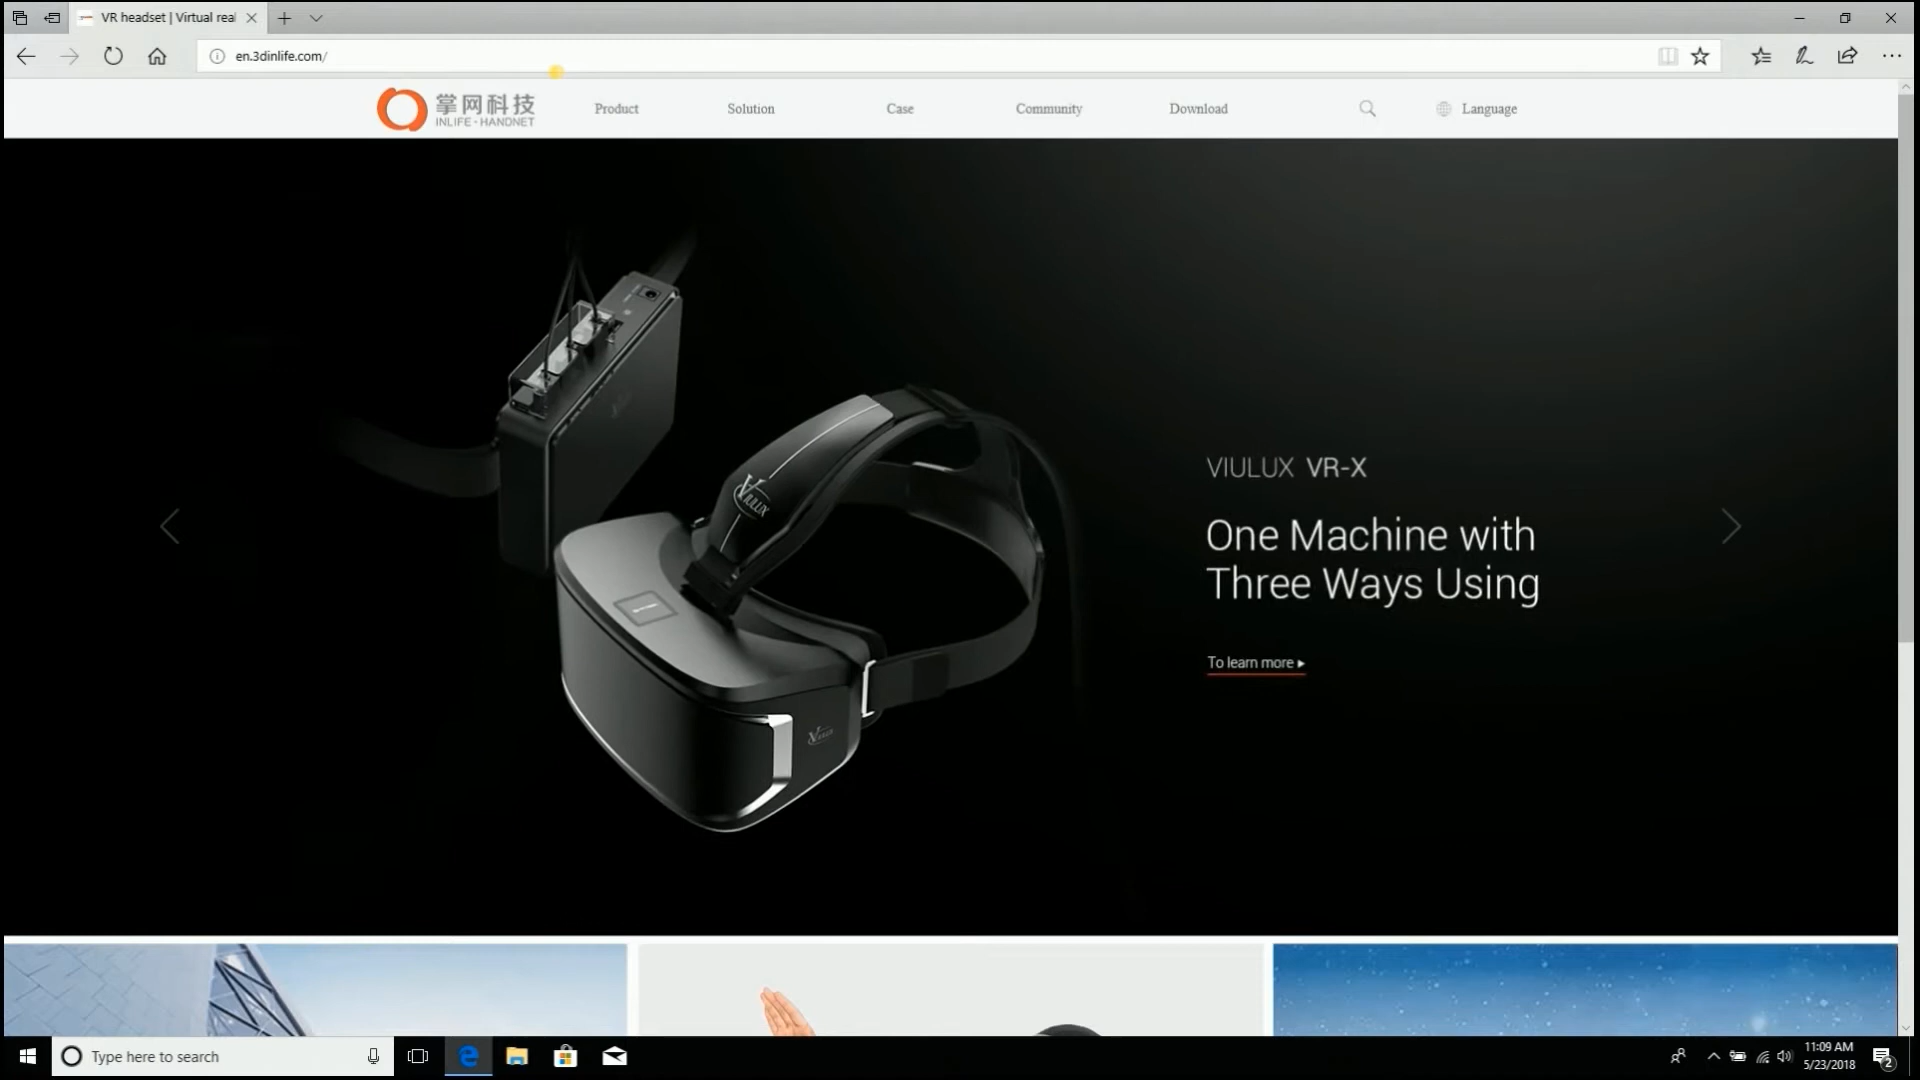 VR headset | Virtual real
en.3dinlife.com/
掌网科技
INLIFE-HANDNET
Product
Solution
Case
Community
Download
Language
VIULUX
VIULUX VR-X
One Machine with
Three Ways Using
To learn more
Type here to search
11:09 AM
5/23/2018
2